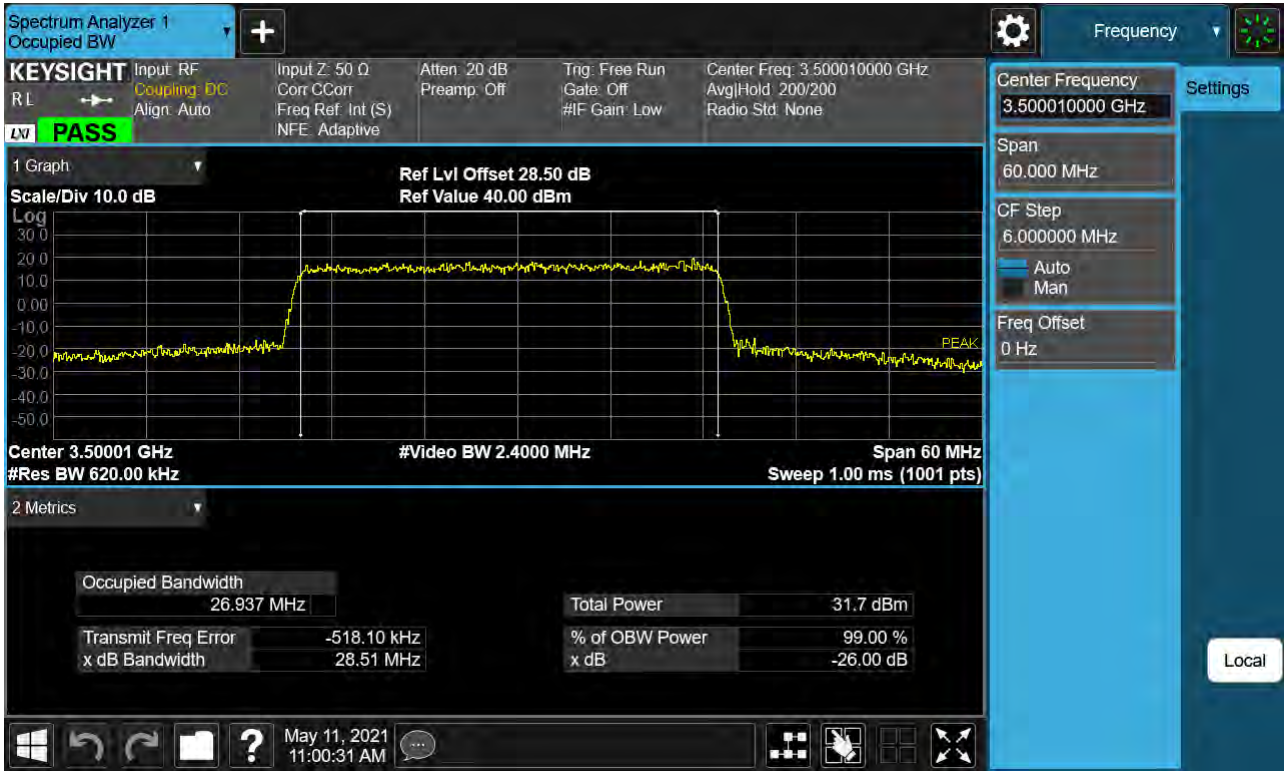 Spectrum Analyzer 1
Occupied BW
Frequency
KEYSIGHT
R L
LXI
PASS
Input: RF
Coupling: DC
Align: Auto
Input Z: 50 Ω
Corr CCorr
Freq Ref: Int (S)
NFE: Adaptive
Atten: 20 dB
Preamp: Off
Trig: Free Run
Gate: Off
#IF Gain: Low
Center Freq: 3.500010000 GHz
Avg|Hold: 200/200
Radio Std: None
Center Frequency
3.500010000 GHz
Settings
Span
60.000 MHz
CF Step
6.000000 MHz
Auto
Man
Freq Offset
0 Hz
Local
1 Graph
Scale/Div 10.0 dB
Ref Lvl Offset 28.50 dB
Ref Value 40.00 dBm
Log
30.0
20.0
10.0
0.00
-10.0
-20.0
-30.0
-40.0
-50.0
PEAK
Center 3.50001 GHz
#Video BW 2.4000 MHz
Span 60 MHz
#Res BW 620.00 kHz
Sweep 1.00 ms (1001 pts)
2 Metrics
Occupied Bandwidth
26.937 MHz
Total Power 31.7 dBm
Transmit Freq Error -518.10 kHz
% of OBW Power 99.00 %
x dB Bandwidth 28.51 MHz
x dB -26.00 dB
?
May 11, 2021
11:00:31 AM